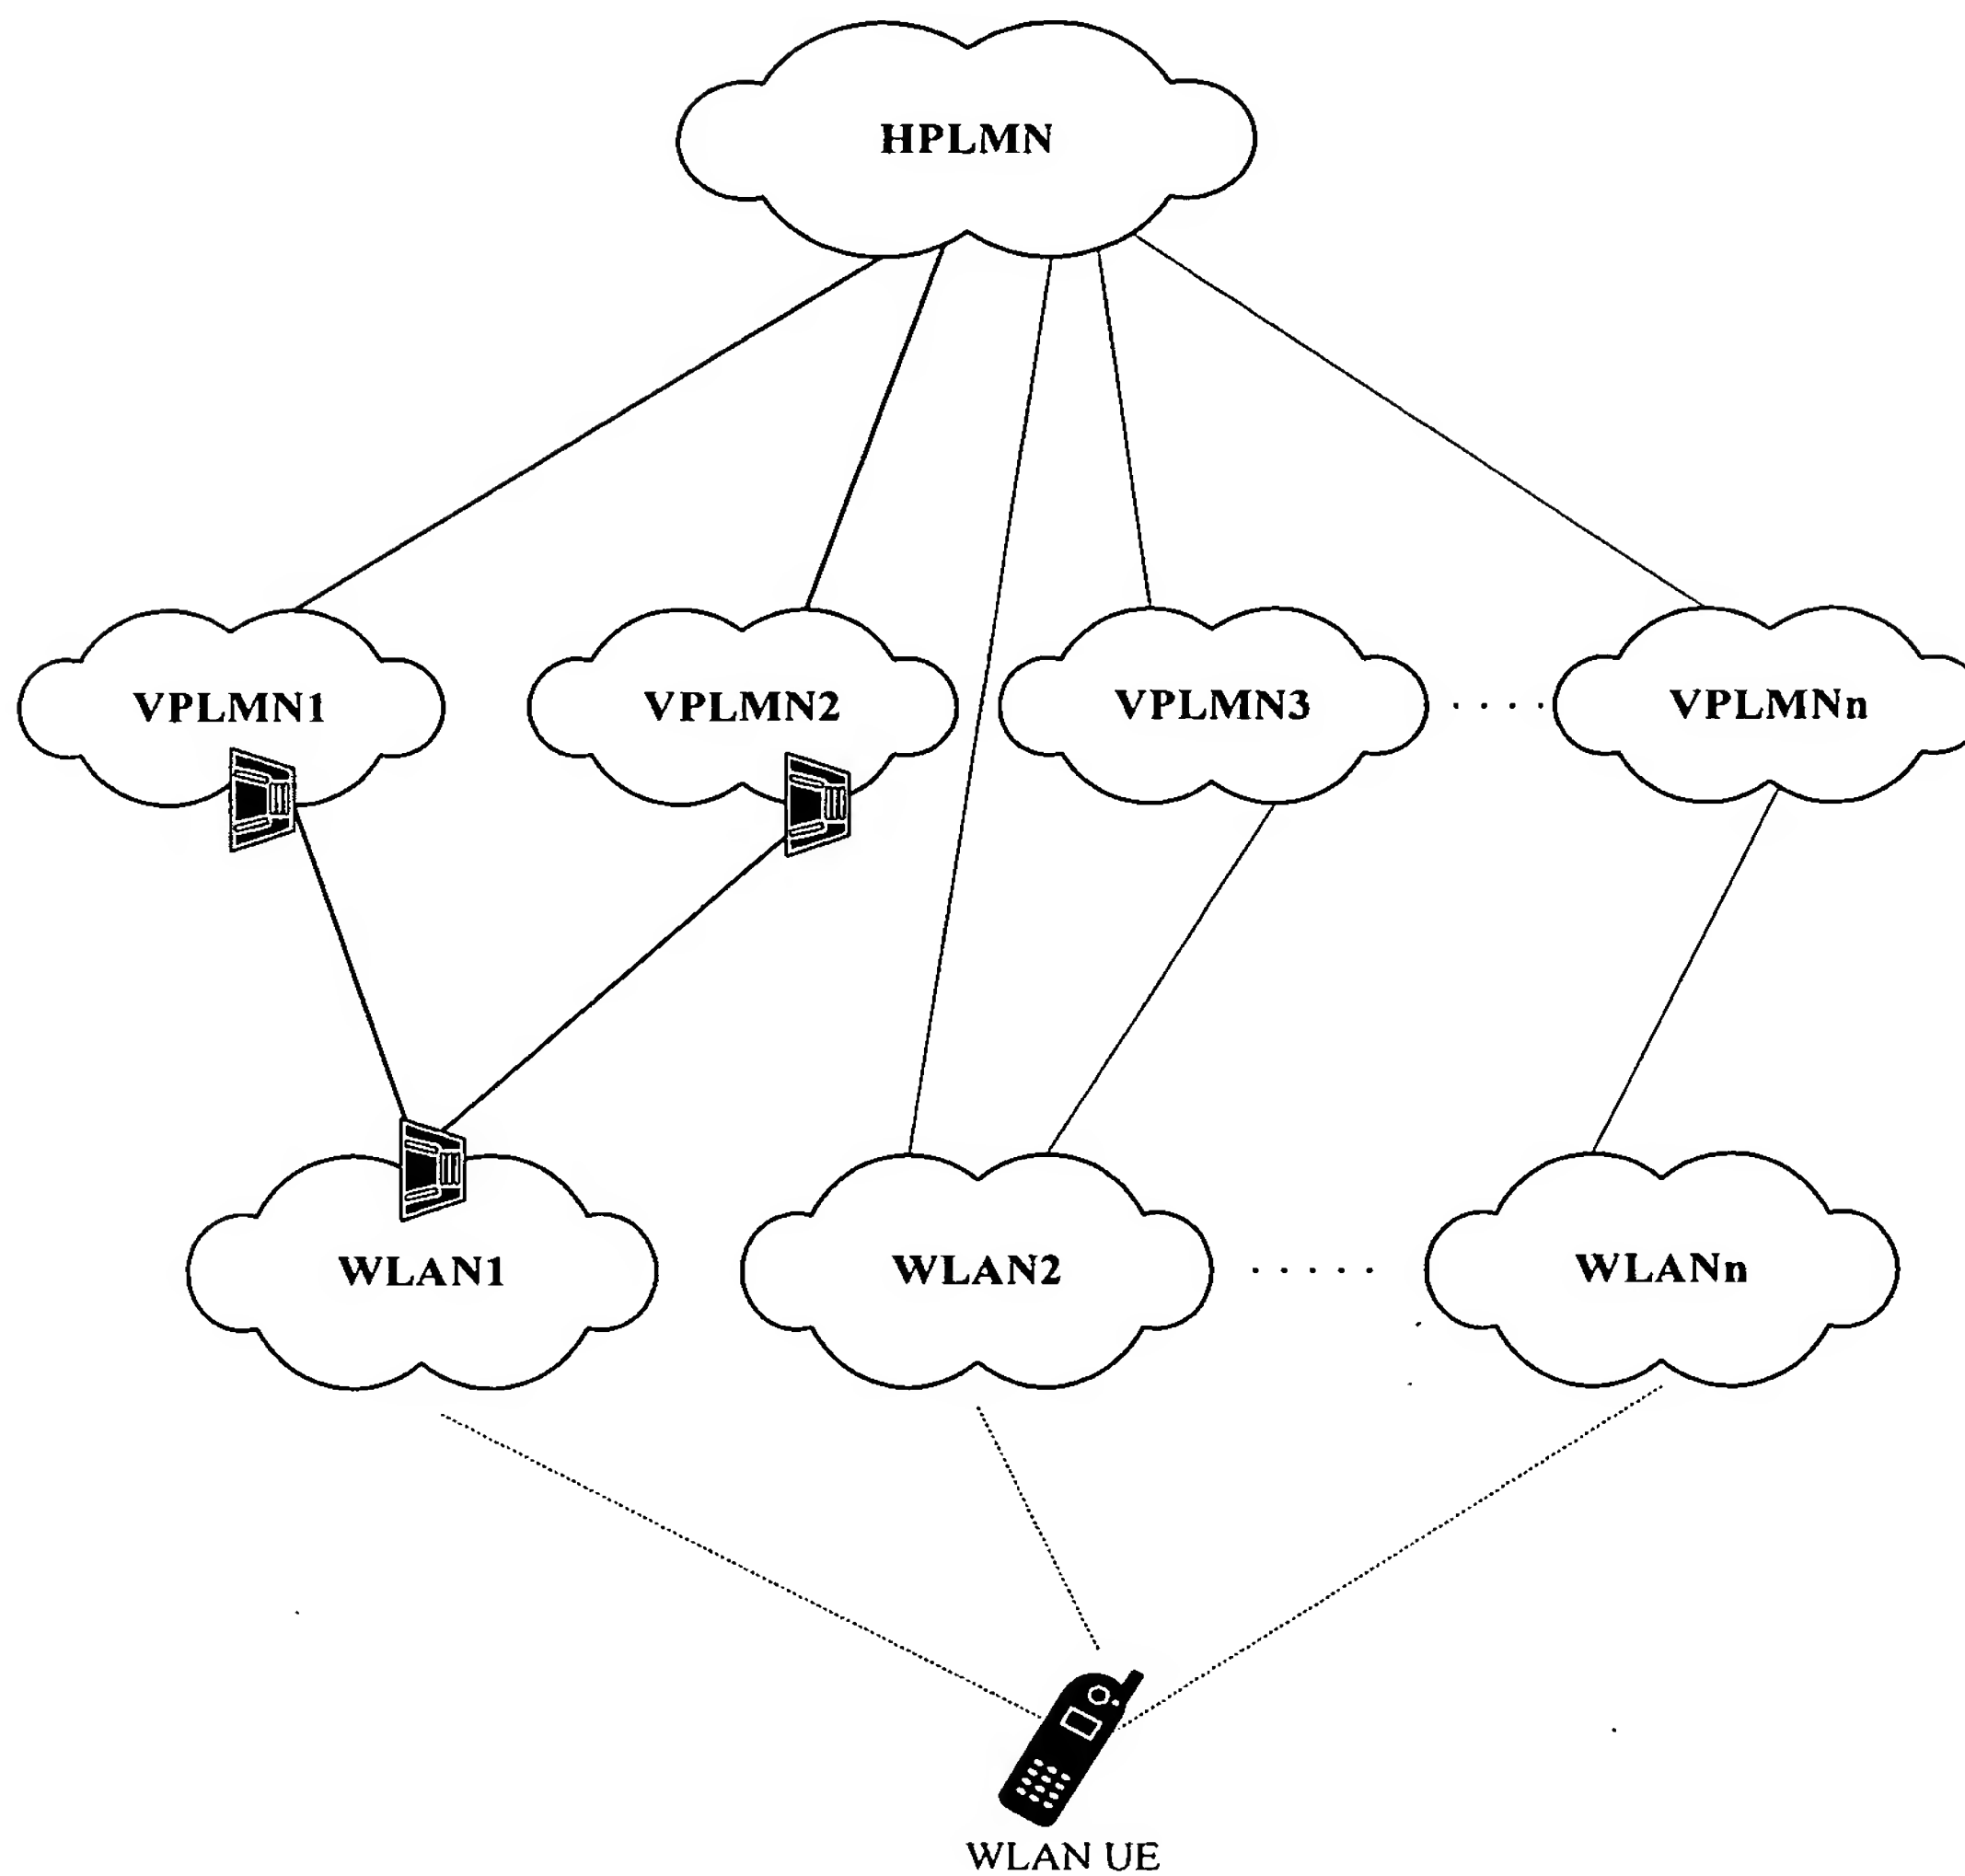 HPLMN
VPLMN1
VPLMN2
VPLMN3
. . . .
VPLMNn
WLAN1
WLAN2
. . . . .
WLANn
WLAN UE